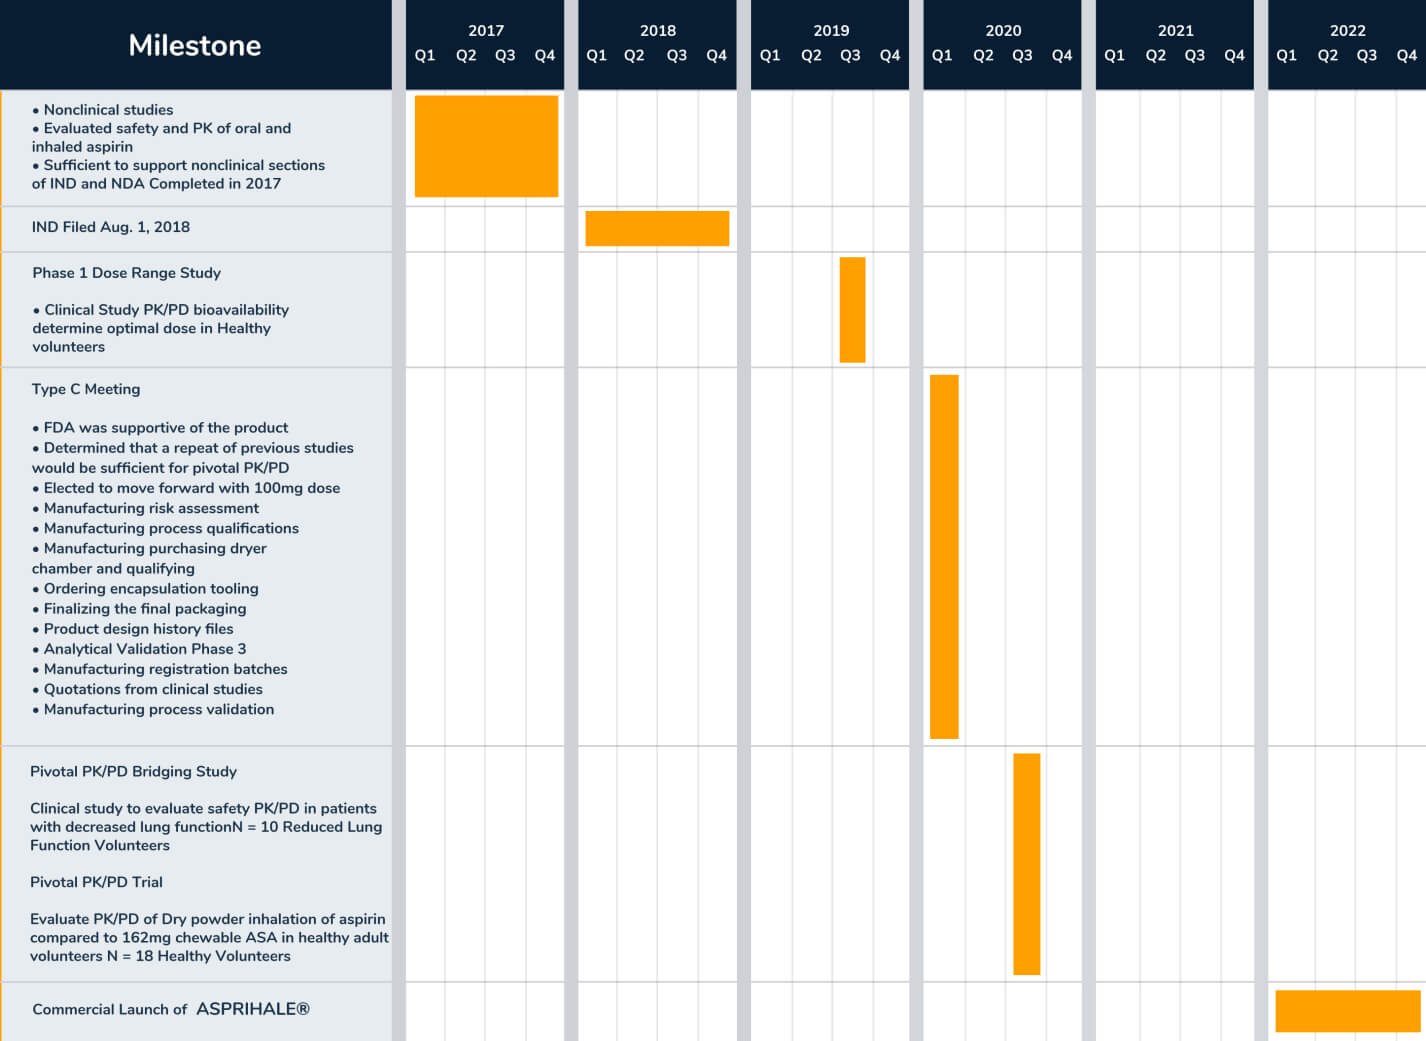 Milestone
2017
Q1 Q2 Q3 Q4
2018
Q1 Q2 Q3 Q4
2019
Q1 Q2 Q3 Q4
2020
Q1 Q2 Q3 Q4
2021
Q1 Q2 Q3 Q4
2022
Q1 Q2 Q3 Q4
• Nonclinical studies
• Evaluated safety and PK of oral and
inhaled aspirin
• Sufficient to support nonclinical sections
of IND and NDA Completed in 2017
IND Filed Aug. 1, 2018
Phase 1 Dose Range Study
• Clinical Study PK/PD bioavailability
determine optimal dose in Healthy
volunteers
Type C Meeting
• FDA was supportive of the product
• Determined that a repeat of previous studies
would be sufficient for pivotal PK/PD
• Elected to move forward with 100mg dose
• Manufacturing risk assessment
• Manufacturing process qualifications
• Manufacturing purchasing dryer
chamber and qualifying
• Ordering encapsulation tooling
• Finalizing the final packaging
• Product design history files
• Analytical Validation Phase 3
• Manufacturing registration batches
• Quotations from clinical studies
• Manufacturing process validation
Pivotal PK/PD Bridging Study
Clinical study to evaluate safety PK/PD in patients
with decreased lung functionN = 10 Reduced Lung
Function Volunteers
Pivotal PK/PD Trial
Evaluate PK/PD of Dry powder inhalation of aspirin
compared to 162mg chewable ASA in healthy adult
volunteers N = 18 Healthy Volunteers
Commercial Launch of ASPRIHALE®